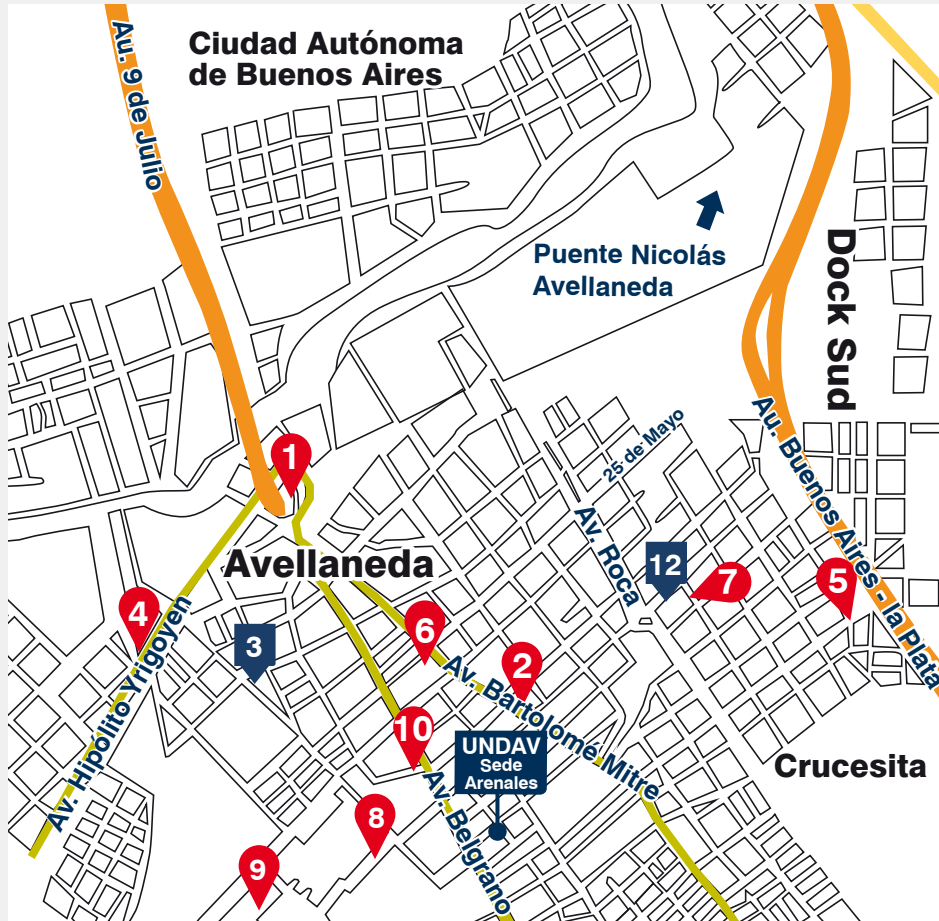 Ciudad Autónoma
de Buenos Aires
Au. 9 de Julio
Puente Nicolás
Avellaneda
Dock Sud
Au. Buenos Aires - la Plata
25 de Mayo
Av. Roca
1
Avellaneda
12
7
5
4
3
6
2
Av. Hipólito Yrigoyen
Av. Bartolomé Mitre
10
UNDAV
Sede
Arenales
Crucesita
Av. Belgrano
8
9